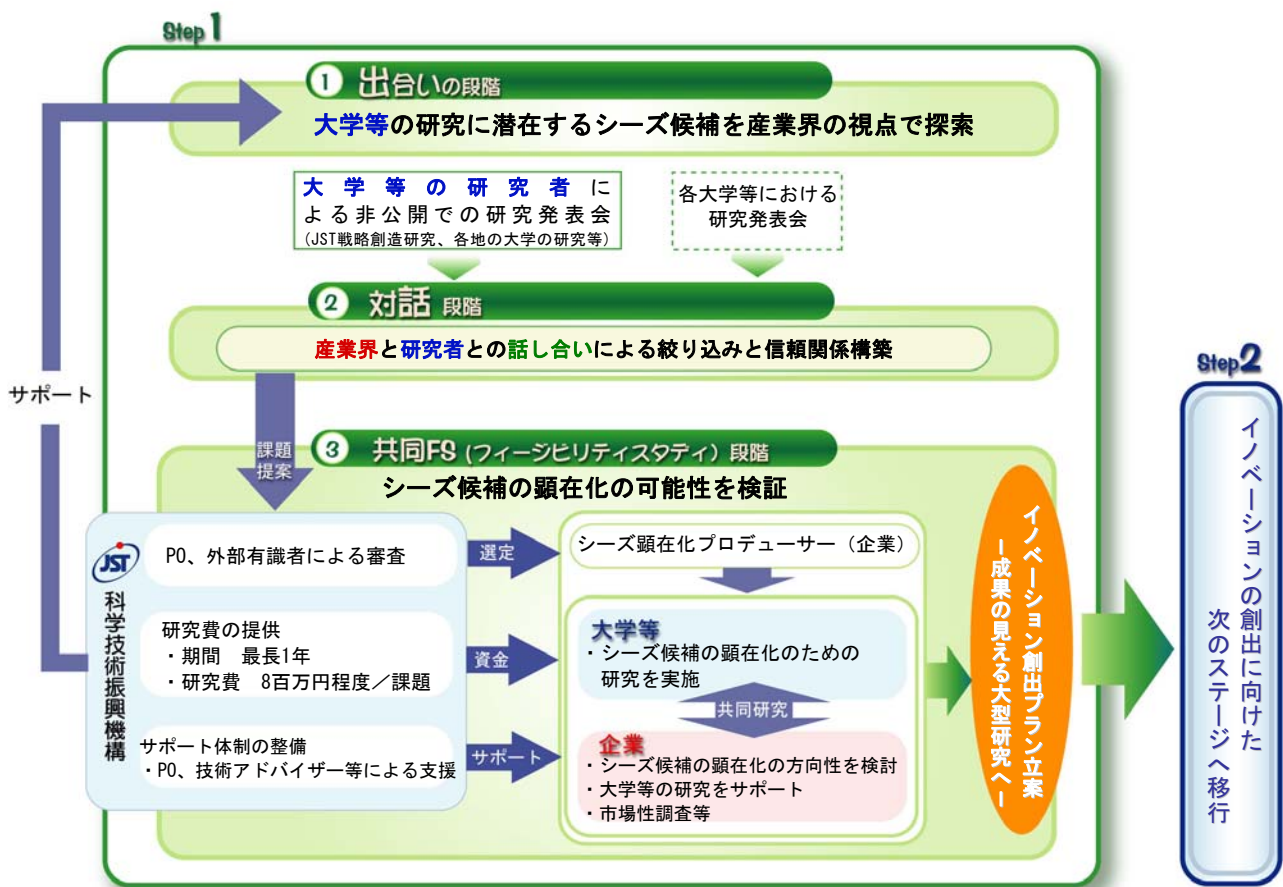 Step 1
① 出合いの段階
大学等の研究に潜在するシーズ候補を産業界の視点で探索
大学等の研究者に
よる非公開での研究発表会
(JST戦略創造研究、各地の大学の研究等)
各大学等における
研究発表会
② 対話 段階
産業界と研究者との話し合いによる絞り込みと信頼関係構築
サポート
課題
提案
③ 共同FS (フィージビリティスタディ) 段階
シーズ候補の顕在化の可能性を検証
JST
科学技術振興機構
PO、外部有識者による審査
選定
シーズ顕在化プロデューサー（企業）
研究費の提供
・期間　最長1年
・研究費　8百万円程度／課題
資金
大学等
・シーズ候補の顕在化のための
研究を実施
共同研究
サポート体制の整備
・PO、技術アドバイザー等による支援
サポート
企業
・シーズ候補の顕在化の方向性を検討
・大学等の研究をサポート
・市場性調査等
イノベーション創出プラン立案
―成果の見える大型研究へ―
Step2
イノベーションの創出に向けた
次のステージへ移行